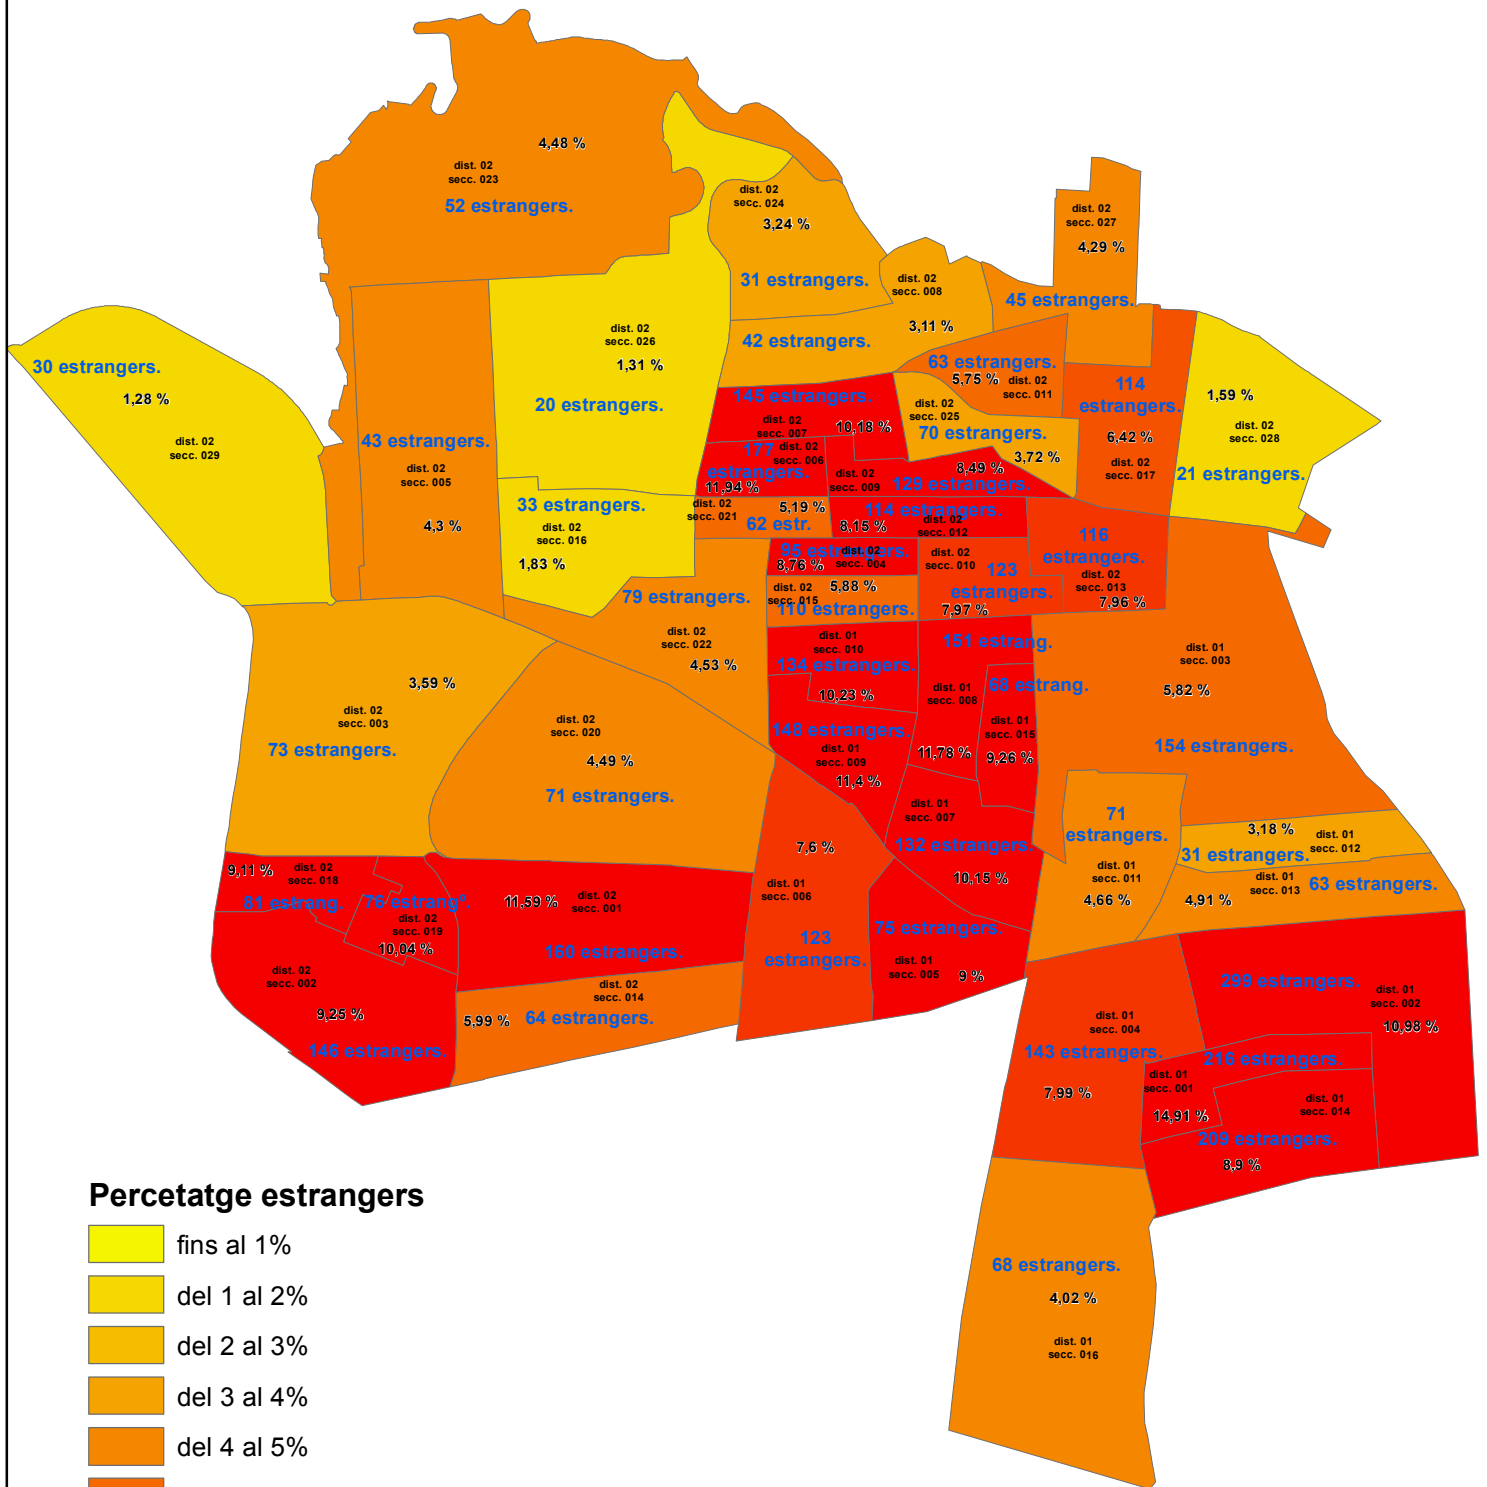 4,48 %
dist. 02
secc. 023
52 estrangers.
dist. 02
secc. 024
3,24 %
31 estrangers.
dist. 02
secc. 027
4,29 %
45 estrangers.
dist. 02
secc. 008
3,11 %
42 estrangers.
30 estrangers.
1,28 %
dist. 02
secc. 029
43 estrangers.
dist. 02
secc. 005
4,3 %
dist. 02
secc. 026
1,31 %
20 estrangers.
33 estrangers.
dist. 02
secc. 016
1,83 %
63 estrangers.
5,75 %
dist. 02
secc. 011
114
estrangers.
6,42 %
dist. 02
secc. 017
1,59 %
dist. 02
secc. 028
21 estrangers.
145 estrangers.
dist. 02
secc. 007
10,18 %
dist. 02
secc. 025
70 estrangers.
3,72 %
177
estrangers.
dist. 02
secc. 006
11,94 %
dist. 02
secc. 009
8,49 %
129 estrangers.
dist. 02
secc. 021
5,19 %
62 estr.
114 estrangers.
8,15 %
dist. 02
secc. 012
95 estrangers.
dist. 02
secc. 004
8,76 %
dist. 02
secc. 010
123
estrangers.
7,97 %
116
estrangers.
dist. 02
secc. 013
7,96 %
dist. 02
secc. 015
5,88 %
110 estrangers.
79 estrangers.
dist. 02
secc. 022
4,53 %
dist. 01
secc. 010
134 estrangers.
10,23 %
151 estrang.
dist. 01
secc. 008
11,78 %
68 estrang.
dist. 01
secc. 015
9,26 %
dist. 01
secc. 003
5,82 %
154 estrangers.
3,59 %
dist. 02
secc. 003
73 estrangers.
dist. 02
secc. 020
4,49 %
71 estrangers.
148 estrangers.
dist. 01
secc. 009
11,4 %
dist. 01
secc. 007
132 estrangers.
10,15 %
71
estrangers.
dist. 01
secc. 011
4,66 %
3,18 %
dist. 01
secc. 012
31 estrangers.
dist. 01
secc. 013
4,91 %
63 estrangers.
9,11 %
dist. 02
secc. 018
81 estrang.
76 estrangº.
dist. 02
secc. 019
10,04 %
11,59 %
dist. 02
secc. 001
160 estrangers.
7,6 %
dist. 01
secc. 006
123
estrangers.
75 estrangers.
dist. 01
secc. 005
9 %
dist. 02
secc. 002
9,25 %
146 estrangers.
dist. 02
secc. 014
5,99 %
64 estrangers.
299 estrangers.
dist. 01
secc. 002
10,98 %
dist. 01
secc. 004
143 estrangers.
7,99 %
216 estrangers.
dist. 01
secc. 001
14,91 %
dist. 01
secc. 014
209 estrangers.
8,9 %
68 estrangers.
4,02 %
dist. 01
secc. 016
Percetatge estrangers
fins al 1%
del 1 al 2%
del 2 al 3%
del 3 al 4%
del 4 al 5%